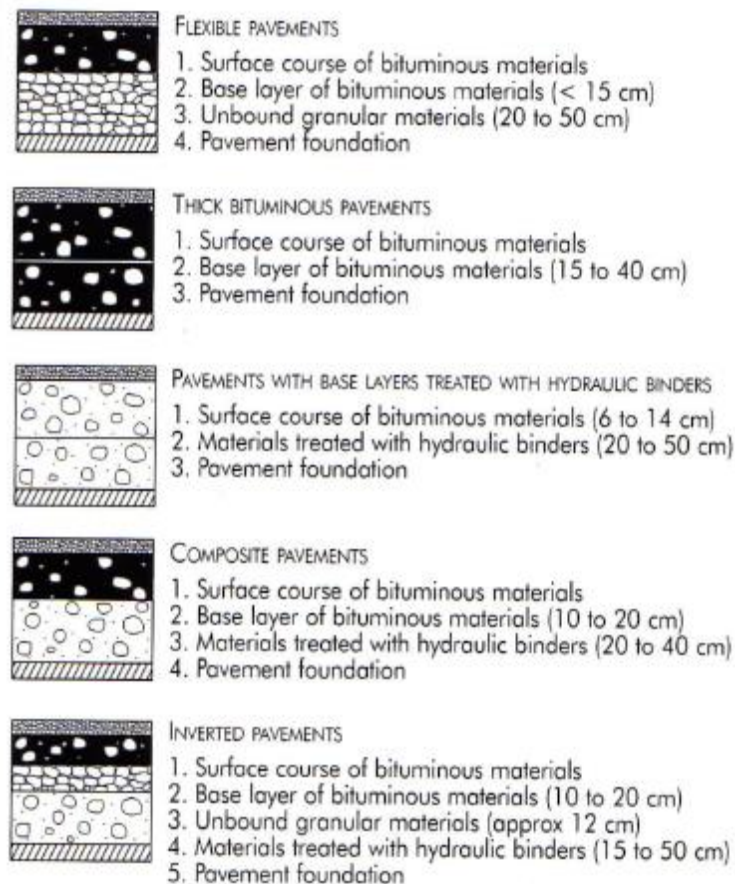 FLEXIBLE PAVEMENTS
1. Surface course of bituminous materials
2. Base layer of bituminous materials (< 15 cm)
3. Unbound granular materials (20 to 50 cm)
4. Pavement foundation
THICK BITUMINOUS PAVEMENTS
1. Surface course of bituminous materials
2. Base layer of bituminous materials (15 to 40 cm)
3. Pavement foundation
PAVEMENTS WITH BASE LAYERS TREATED WITH HYDRAULIC BINDERS
1. Surface course of bituminous materials (6 to 14 cm)
2. Materials treated with hydraulic binders (20 to 50 cm)
3. Pavement foundation
COMPOSITE PAVEMENTS
1. Surface course of bituminous materials
2. Base layer of bituminous materials (10 to 20 cm)
3. Materials treated with hydraulic binders (20 to 40 cm)
4. Pavement foundation
INVERTED PAVEMENTS
1. Surface course of bituminous materials
2. Base layer of bituminous materials (10 to 20 cm)
3. Unbound granular materials (approx 12 cm)
4. Materials treated with hydraulic binders (15 to 50 cm)
5. Pavement foundation